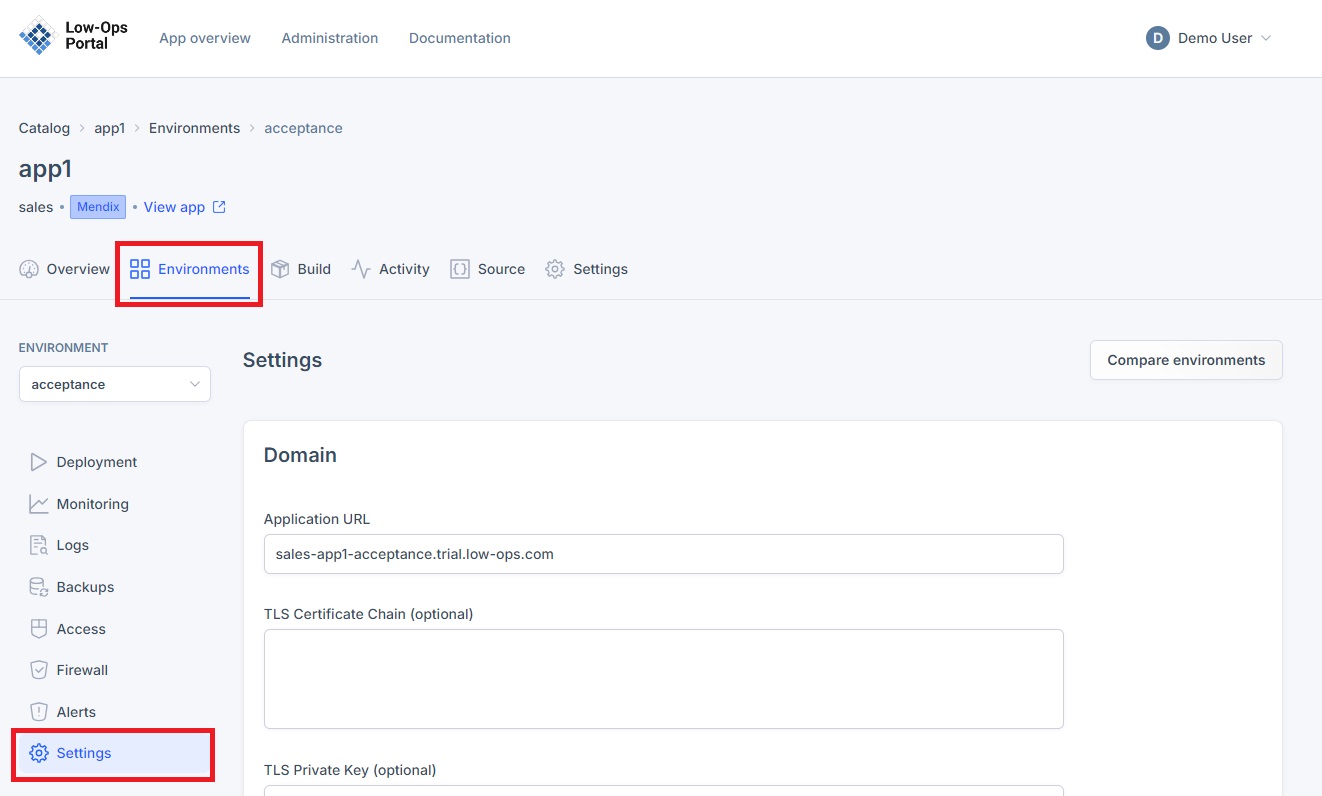 Low-Ops
Portal
App overview
Administration
Documentation
D
Demo User
Catalog > app1 > Environments > acceptance
app1
sales • Mendix • View app
Overview
Environments
Build
Activity
Source
Settings
ENVIRONMENT
acceptance
Deployment
Monitoring
Logs
Backups
Access
Firewall
Alerts
Settings
Settings
Compare environments
Domain
Application URL
sales-app1-acceptance.trial.low-ops.com
TLS Certificate Chain (optional)
TLS Private Key (optional)